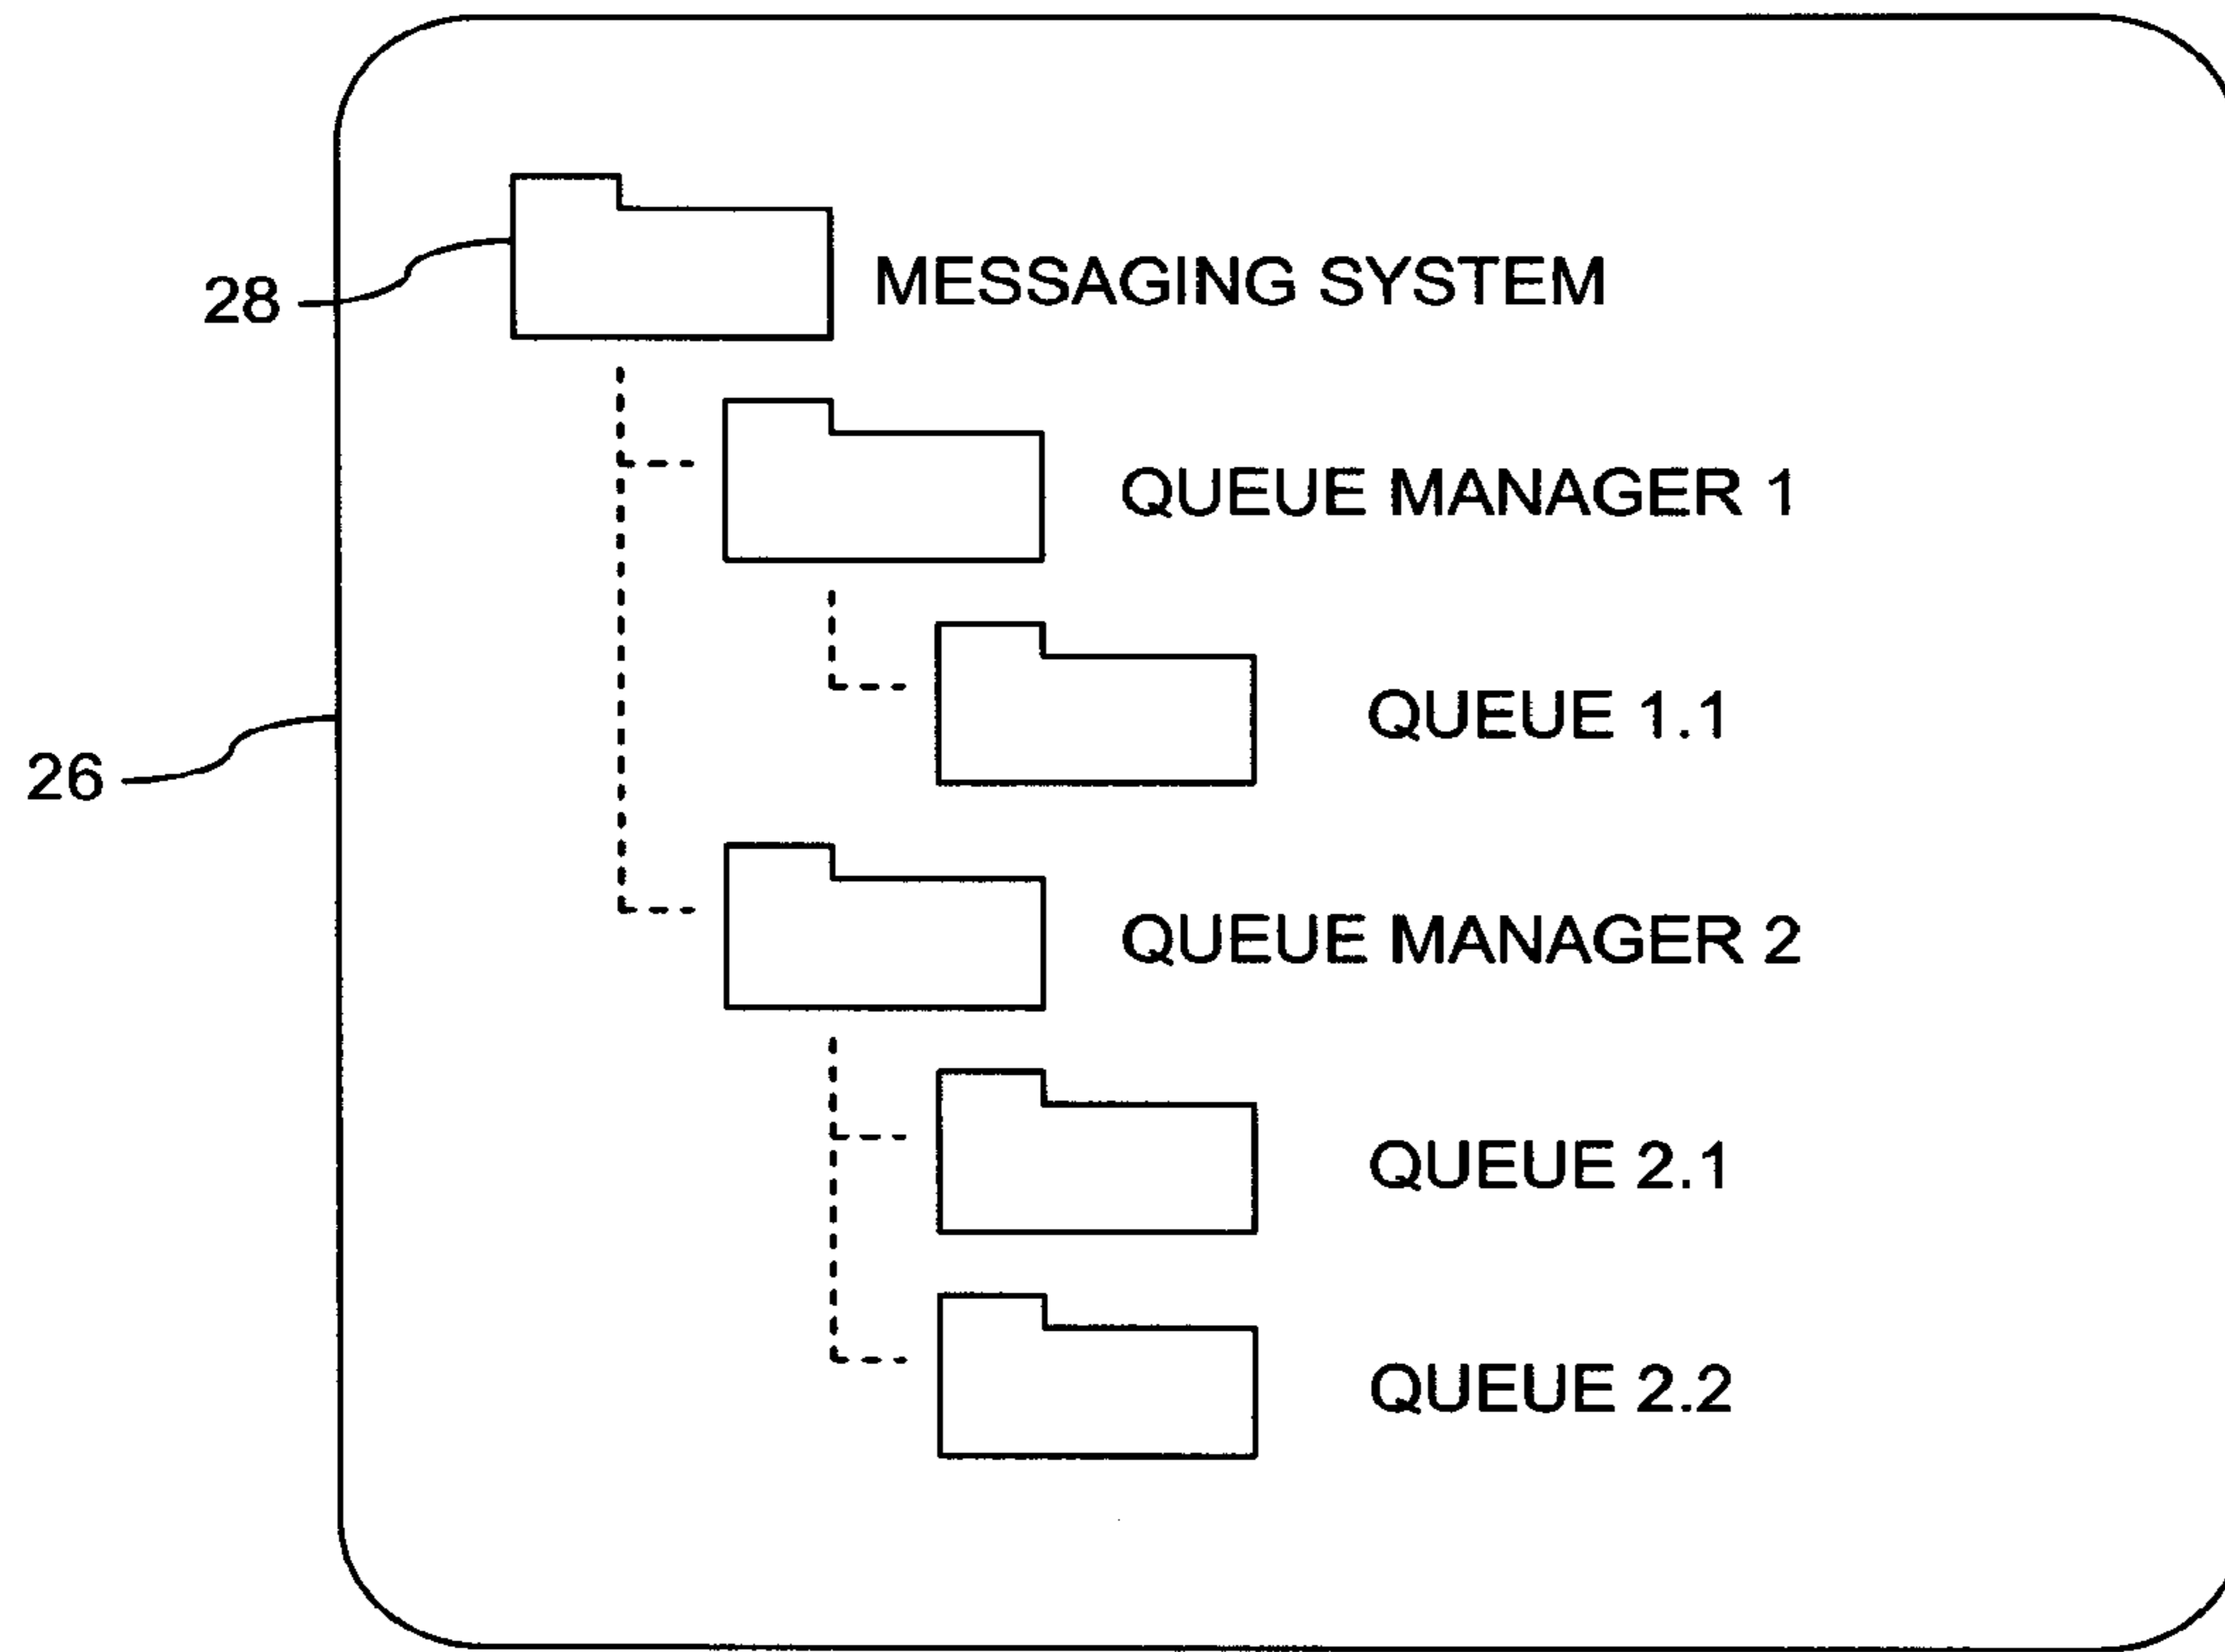 28
MESSAGING SYSTEM
QUEUE MANAGER 1
QUEUE 1.1
26
QUEUE MANAGER 2
QUEUE 2.1
QUEUE 2.2